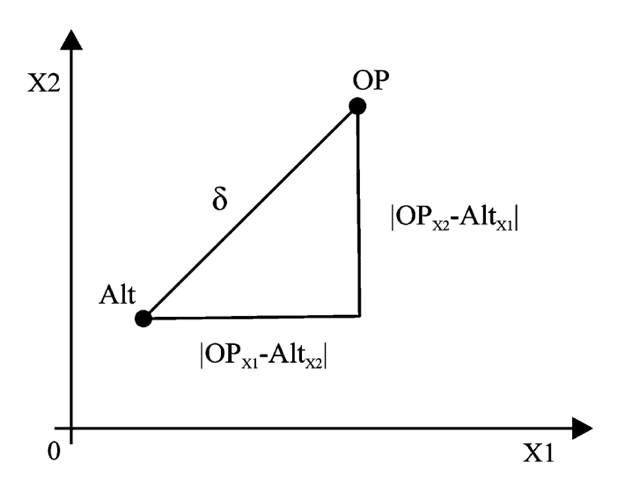 OP
X2
δ
|OPX2-AltX1|
Alt
|OPX1-AltX2|
0
X1